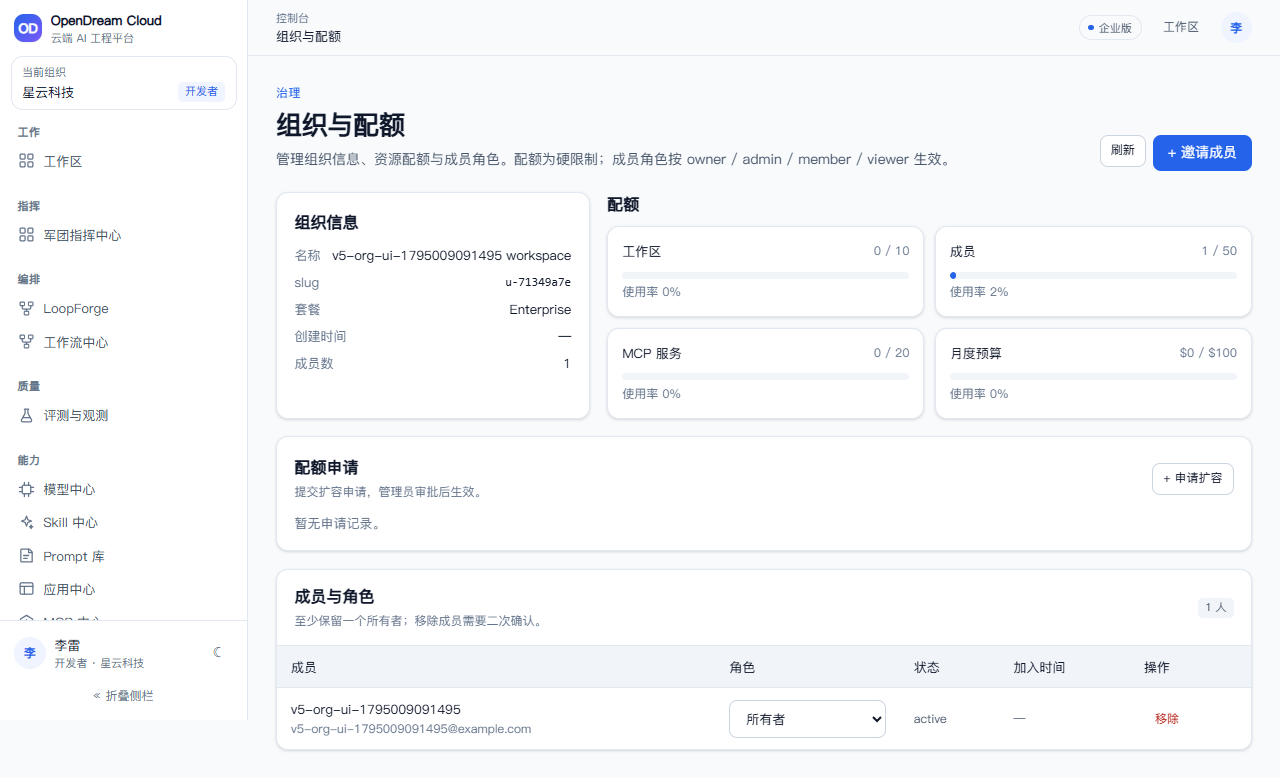 OD
OpenDream Cloud
云端 AI 工程平台
当前组织
星云科技
开发者
工作
工作区
指挥
军团指挥中心
编排
LoopForge
工作流中心
质量
评测与观测
能力
模型中心
Skill 中心
Prompt 库
应用中心
MCP 中心
李
李雷
开发者 · 星云科技
« 折叠侧栏
控制台
组织与配额
企业版
工作区
李
治理
组织与配额
管理组织信息、资源配额与成员角色。配额为硬限制；成员角色按 owner / admin / member / viewer 生效。
刷新
+ 邀请成员
组织信息
名称 v5-org-ui-1795009091495 workspace
slug u-71349a7e
套餐 Enterprise
创建时间 —
成员数 1
配额
工作区 0 / 10
使用率 0%
成员 1 / 50
使用率 2%
MCP 服务 0 / 20
使用率 0%
月度预算 $0 / $100
使用率 0%
配额申请
提交扩容申请，管理员审批后生效。
+ 申请扩容
暂无申请记录。
成员与角色
至少保留一个所有者；移除成员需要二次确认。
1 人
成员 角色 状态 加入时间 操作
v5-org-ui-1795009091495
v5-org-ui-1795009091495@example.com
所有者 active — 移除